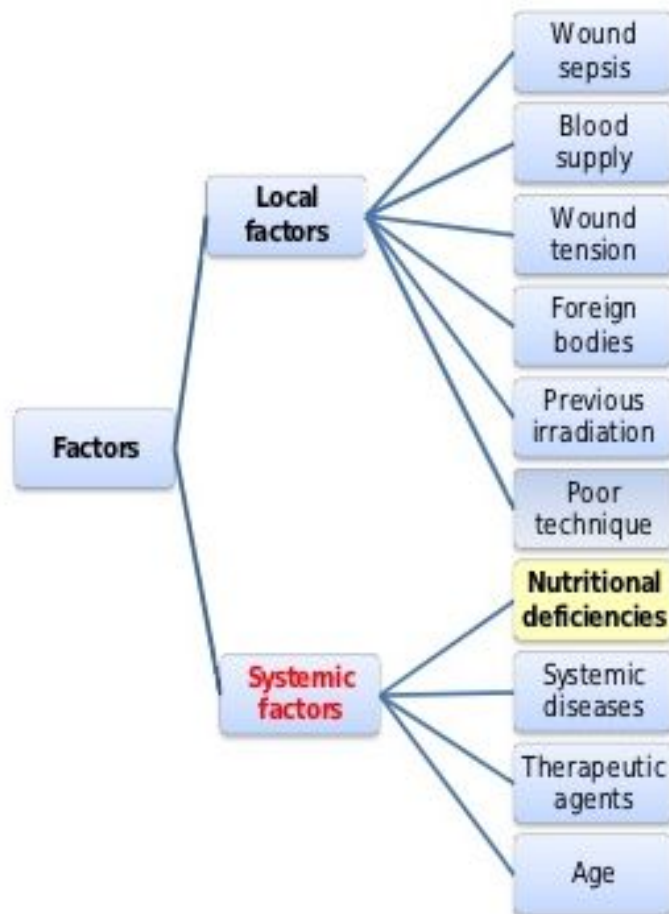 Wound
sepsis
Blood
supply
Local
factors
Wound
tension
Foreign
bodies
Previous
irradiation
Factors
Poor
technique
Nutritional
deficiencies
Systemic
factors
Systemic
diseases
Therapeutic
agents
Age